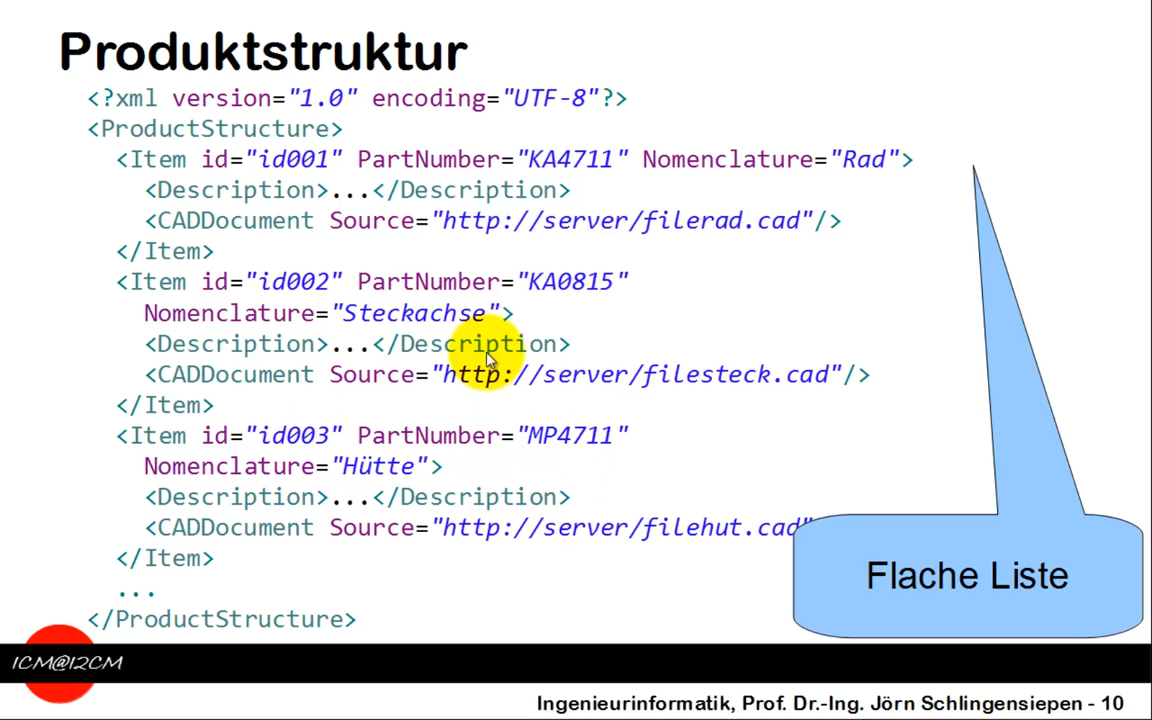 Produktstruktur
<?xml version="1.0" encoding="UTF-8"?>
<ProductStructure>
<Item id="id001" PartNumber="KA4711" Nomenclature="Rad">
<Description>...</Description>
<CADDocument Source="http://server/filerad.cad"/>
</Item>
<Item id="id002" PartNumber="KA0815"
Nomenclature="Steckachse">
<Description>...</Description>
<CADDocument Source="http://server/filesteck.cad"/>
</Item>
<Item id="id003" PartNumber="MP4711"
Nomenclature="Hütte">
<Description>...</Description>
<CADDocument Source="http://server/filehut.cad"
</Item>
...
</ProductStructure>
Flache Liste
1CM@12CM
Ingenieurinformatik, Prof. Dr.-Ing. Jörn Schlingensiepen - 10